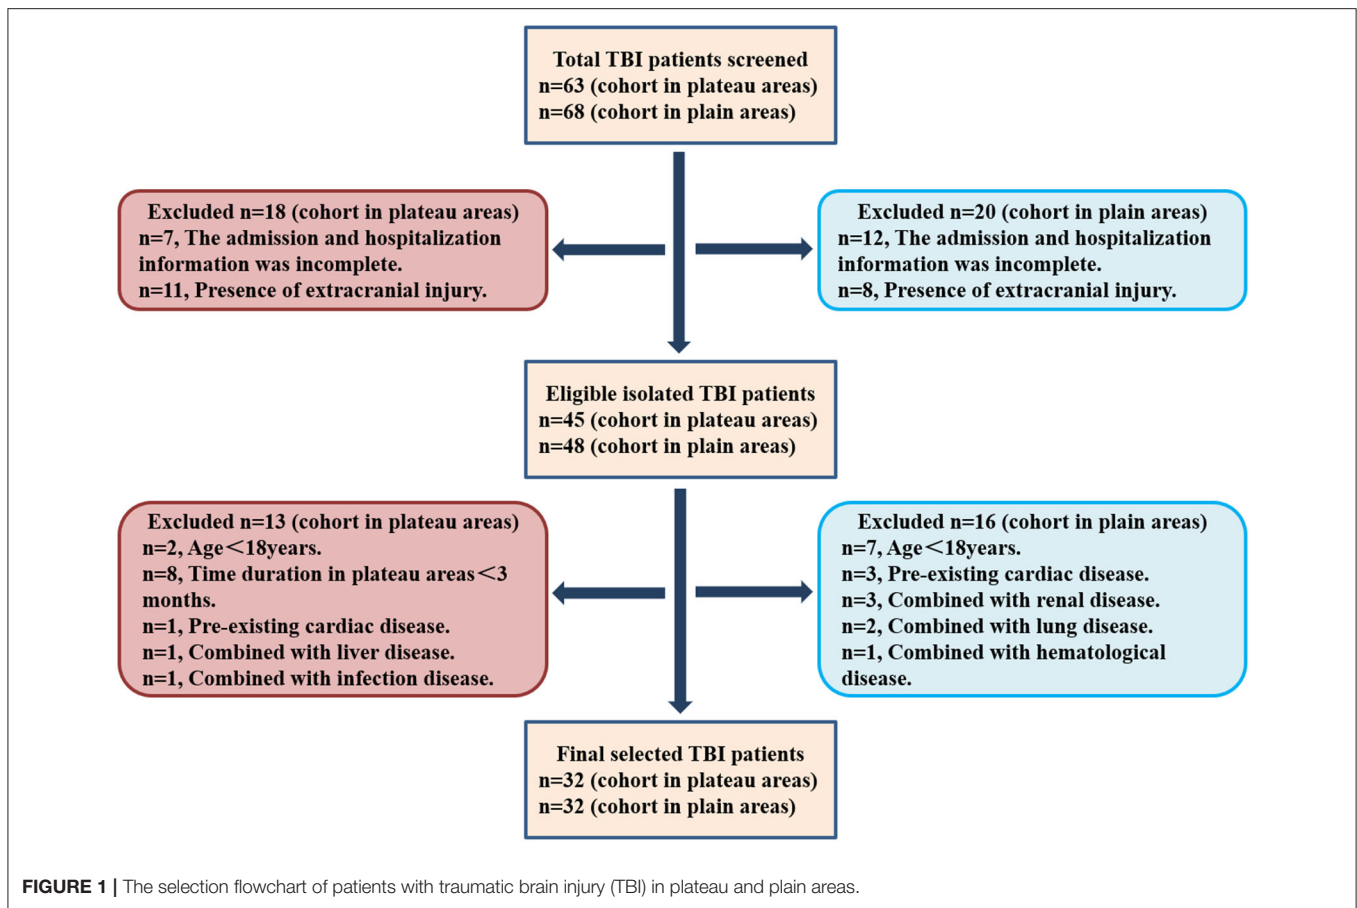 Total TBI patients screened
n=63 (cohort in plateau areas)
n=68 (cohort in plain areas)
Excluded n=18 (cohort in plateau areas)
n=7, The admission and hospitalization
information was incomplete.
n=11, Presence of extracranial injury.
Excluded n=20 (cohort in plain areas)
n=12, The admission and hospitalization
information was incomplete.
n=8, Presence of extracranial injury.
Eligible isolated TBI patients
n=45 (cohort in plateau areas)
n=48 (cohort in plain areas)
Excluded n=13 (cohort in plateau areas)
n=2, Age＜18years.
n=8, Time duration in plateau areas＜3
months.
n=1, Pre-existing cardiac disease.
n=1, Combined with liver disease.
n=1, Combined with infection disease.
Excluded n=16 (cohort in plain areas)
n=7, Age＜18years.
n=3, Pre-existing cardiac disease.
n=3, Combined with renal disease.
n=2, Combined with lung disease.
n=1, Combined with hematological
disease.
Final selected TBI patients
n=32 (cohort in plateau areas)
n=32 (cohort in plain areas)
FIGURE 1 | The selection flowchart of patients with traumatic brain injury (TBI) in plateau and plain areas.